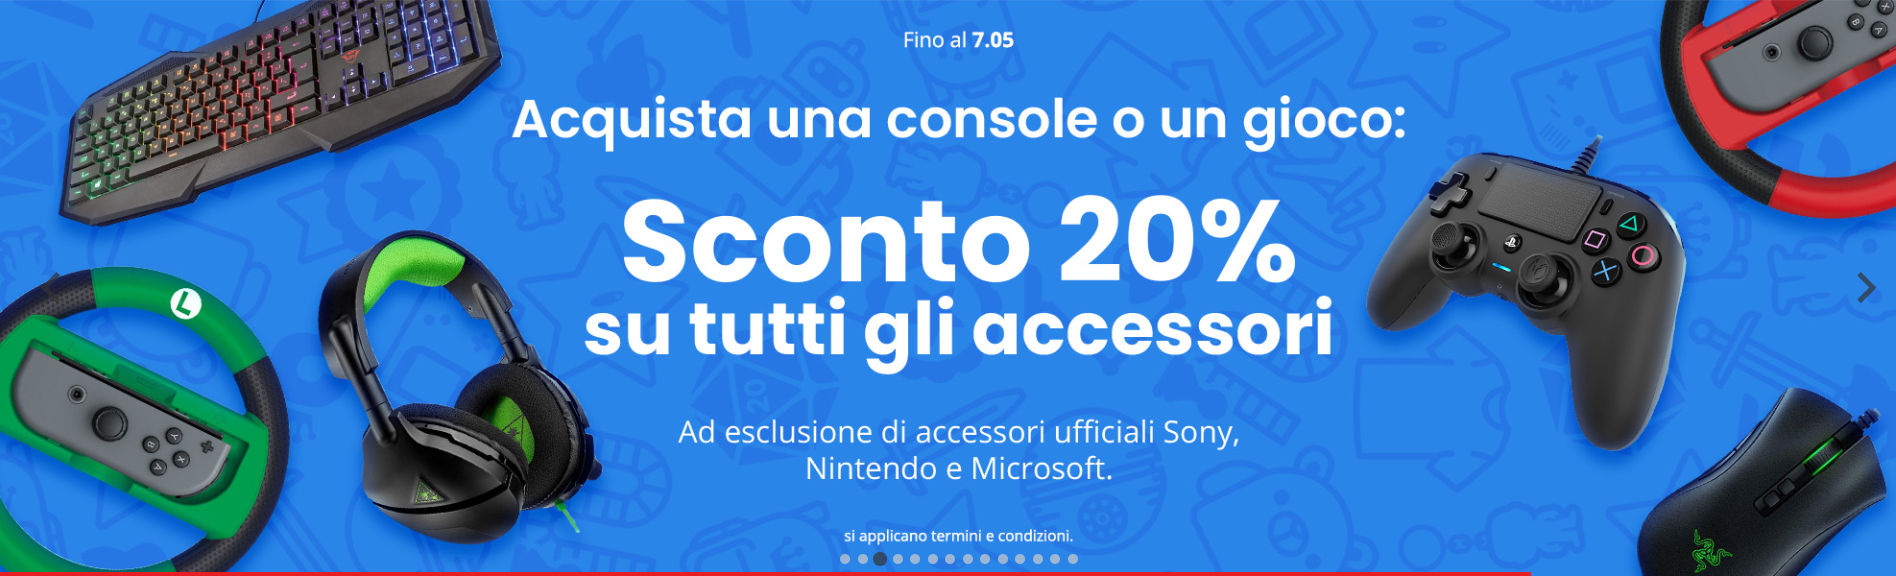 Fino al 7.05
Acquista una console o un gioco:
Sconto 20%
su tutti gli accessori
Ad esclusione di accessori ufficiali Sony,
Nintendo e Microsoft.
si applicano termini e condizioni.
L